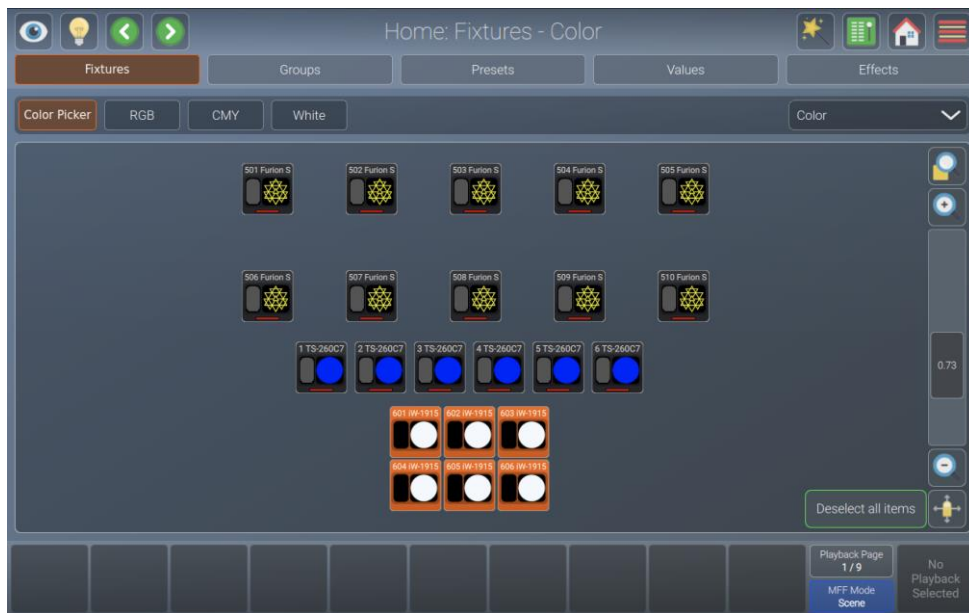 Home: Fixtures - Color
Fixtures
Groups
Presets
Values
Effects
Color Picker
RGB
CMY
White
Color
501 Furion S
502 Furion S
503 Furion S
504 Furion S
505 Furion S
506 Furion S
507 Furion S
508 Furion S
509 Furion S
510 Furion S
1 TS-260C7
2 TS-260C7
3 TS-260C7
4 TS-260C7
5 TS-260C7
6 TS-260C7
0.73
601 iW-1915
602 iW-1915
603 iW-1915
604 iW-1915
605 iW-1915
606 iW-1915
Deselect all items
Playback Page
1 / 9
MFF Mode
Scene
No
Playback
Selected